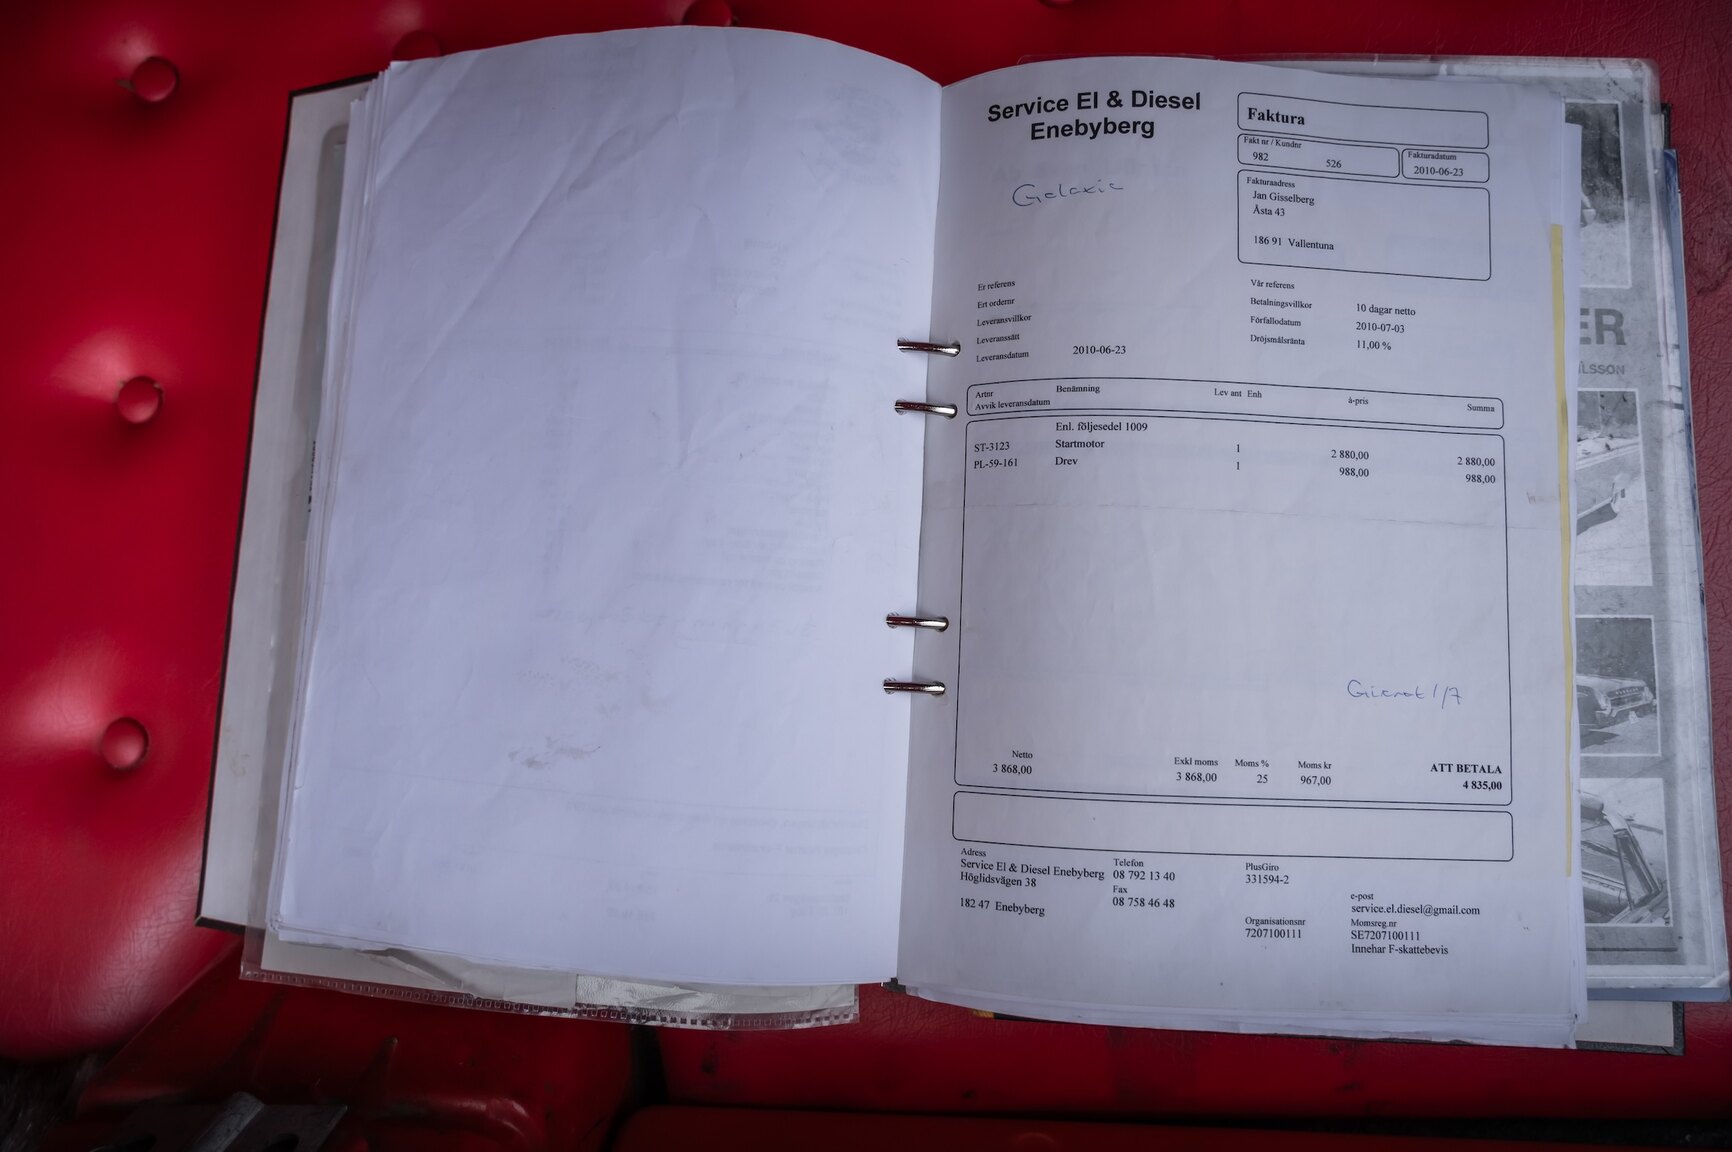 Service El & Diesel
Enebyberg
Galaxie
Faktura
Fakt nr / Kundnr
982 526
Fakturadatum
2010-06-23
Fakturaadress
Jan Gisselberg
Åsta 43
186 91 Vallentuna
Er referens
Ert ordernr
Leveransvillkor
Leveranssätt
Leveransdatum 2010-06-23
Vår referens
Betalningsvillkor 10 dagar netto
Förfallodatum 2010-07-03
Dröjsmålsränta 11,00 %
Artnr Benämning Lev ant Enh à-pris Summa
Avvik leveransdatum
Enl. följesedel 1009
ST-3123 Startmotor 1 2 880,00 2 880,00
PL-59-161 Drev 1 988,00 988,00
Girerat 1/7
Netto Exkl moms Moms % Moms kr ATT BETALA
3 868,00 3 868,00 25 967,00 4 835,00
Adress
Service El & Diesel Enebyberg
Höglidsvägen 38
182 47 Enebyberg
Telefon
08 792 13 40
Fax
08 758 46 48
PlusGiro
331594-2
Organisationsnr
7207100111
e-post
service.el.diesel@gmail.com
Momsreg.nr
SE7207100111
Innehar F-skattebevis